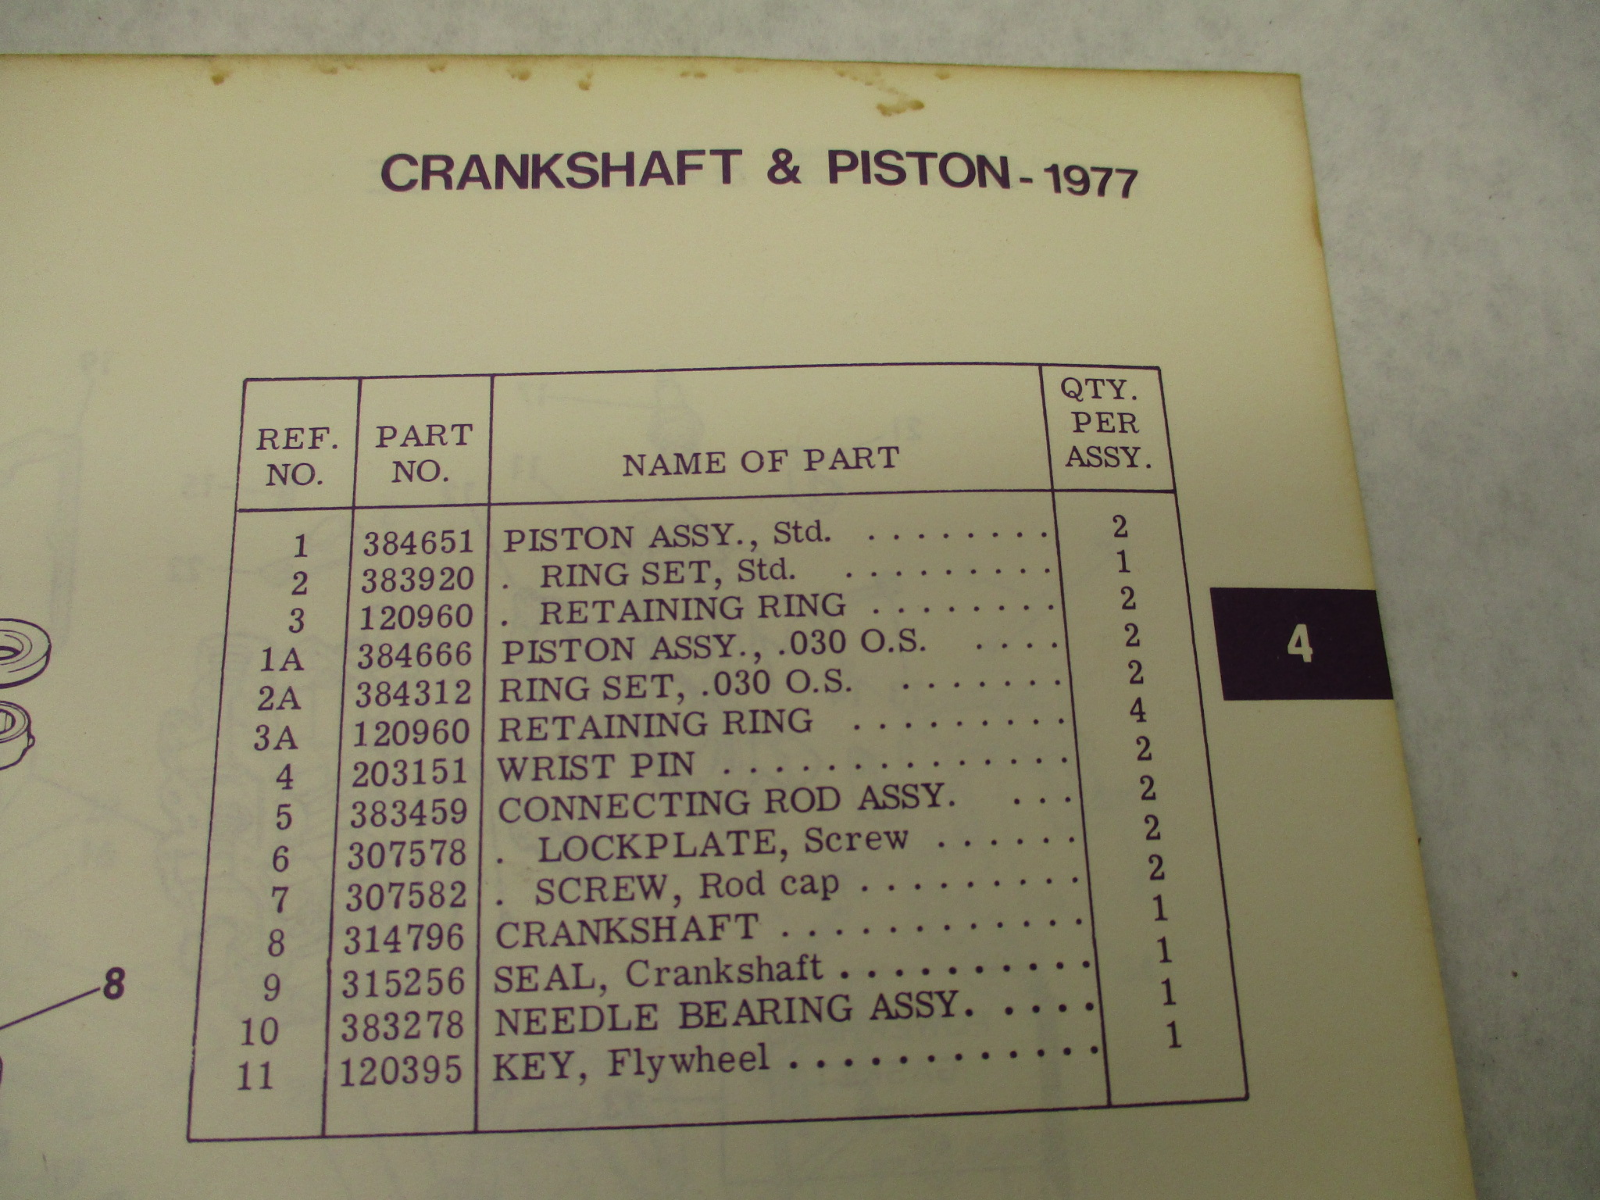 CRANKSHAFT & PISTON - 1977
REF. NO. PART NO. NAME OF PART QTY. PER ASSY.
1 384651 PISTON ASSY., Std. . . . . . . . . 2
2 383920 . RING SET, Std. . . . . . . . . . 1
3 120960 . RETAINING RING . . . . . . . . 2
1A 384666 PISTON ASSY., .030 O.S. . . . . 2
2A 384312 RING SET, .030 O.S. . . . . . . . 2
3A 120960 RETAINING RING . . . . . . . . . 4
4 203151 WRIST PIN . . . . . . . . . . . . . . 2
5 383459 CONNECTING ROD ASSY. . . . 2
6 307578 . LOCKPLATE, Screw . . . . . . 2
7 307582 . SCREW, Rod cap . . . . . . . . . 2
8 314796 CRANKSHAFT . . . . . . . . . . . . 1
9 315256 SEAL, Crankshaft . . . . . . . . . . 1
10 383278 NEEDLE BEARING ASSY. . . . . 1
11 120395 KEY, Flywheel . . . . . . . . . . . . 1
4
8